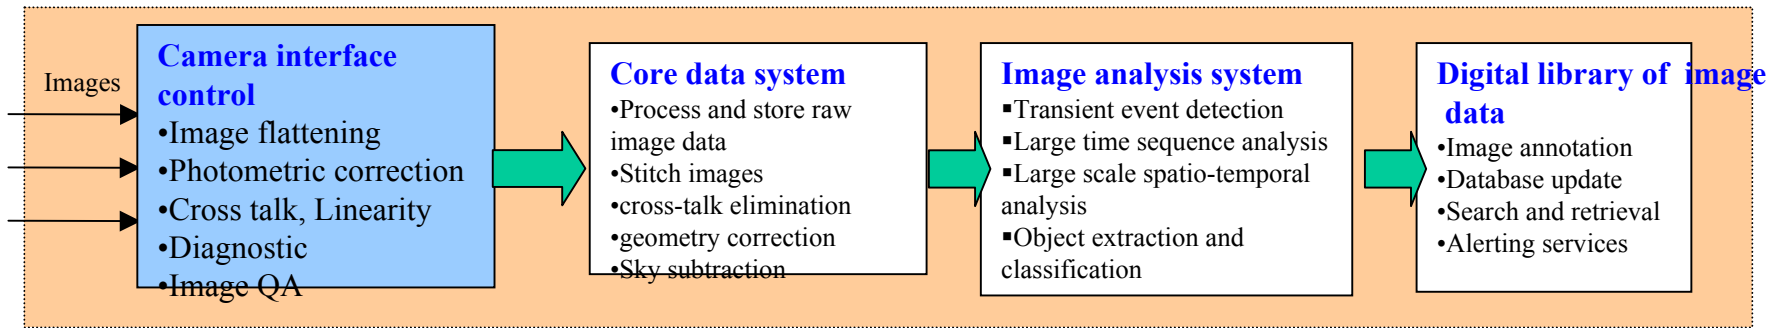 Images
Camera interface
control
•Image flattening
•Photometric correction
•Cross talk, Linearity
•Diagnostic
•Image QA
Core data system
•Process and store raw
image data
•Stitch images
•cross-talk elimination
•geometry correction
•Sky subtraction
Image analysis system
▪Transient event detection
▪Large time sequence analysis
▪Large scale spatio-temporal
analysis
▪Object extraction and
classification
Digital library of image
data
•Image annotation
•Database update
•Search and retrieval
•Alerting services